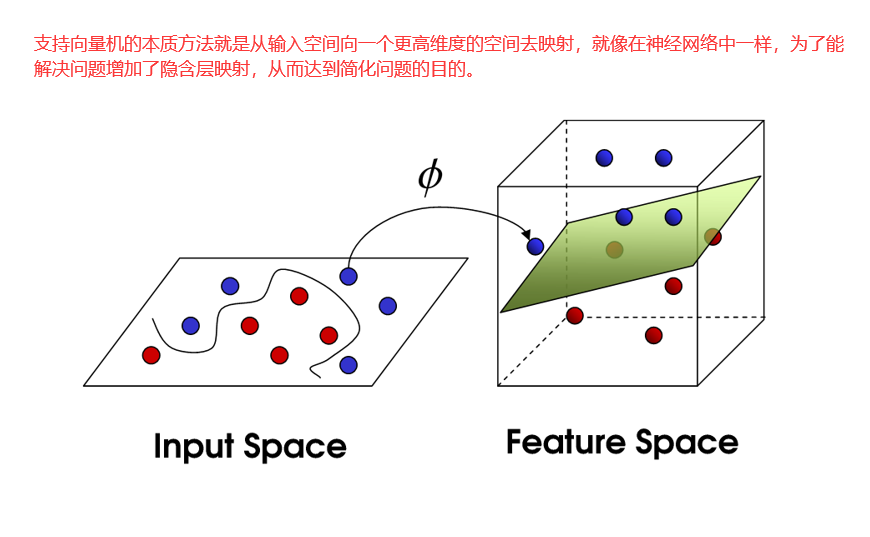 支持向量机的本质方法就是从输入空间向一个更高维度的空间去映射，就像在神经网络中一样，为了能
解决问题增加了隐含层映射，从而达到简化问题的目的。
ϕ
Input Space
Feature Space